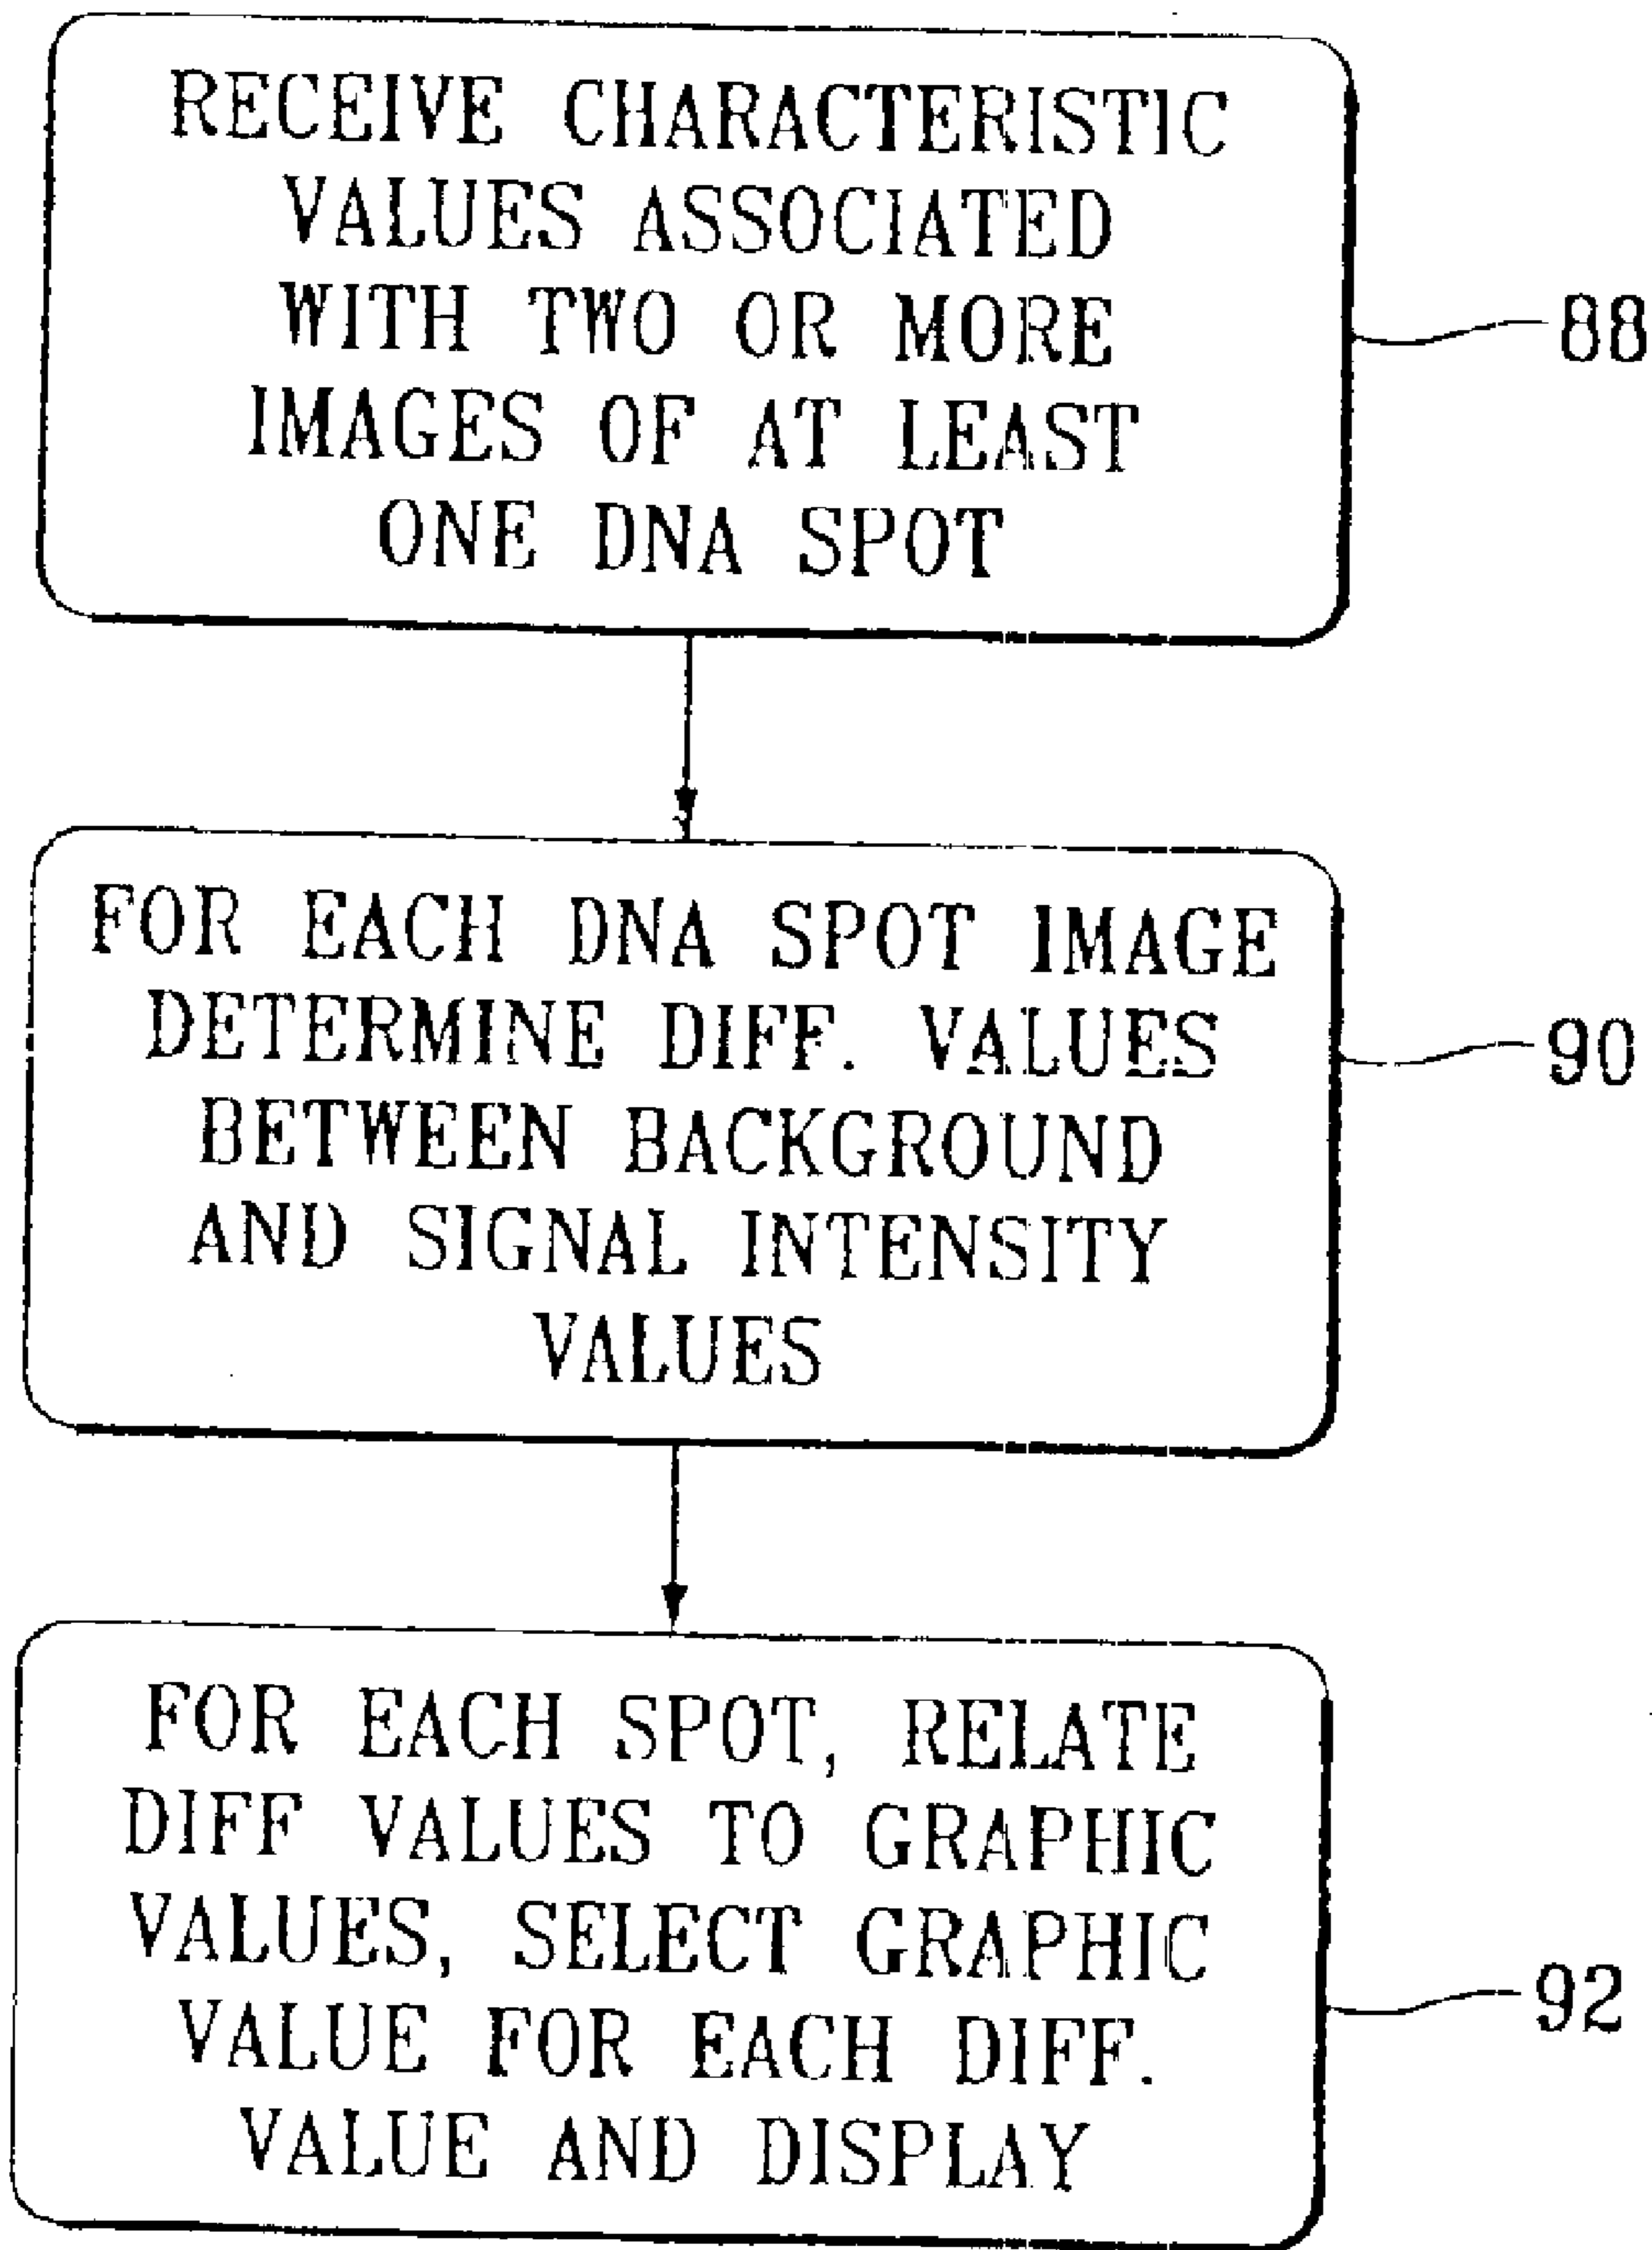 RECEIVE CHARACTERISTIC
VALUES ASSOCIATED
WITH TWO OR MORE
IMAGES OF AT LEAST
ONE DNA SPOT
88
FOR EACH DNA SPOT IMAGE
DETERMINE DIFF. VALUES
BETWEEN BACKGROUND
AND SIGNAL INTENSITY
VALUES
90
FOR EACH SPOT, RELATE
DIFF VALUES TO GRAPHIC
VALUES, SELECT GRAPHIC
VALUE FOR EACH DIFF.
VALUE AND DISPLAY
92